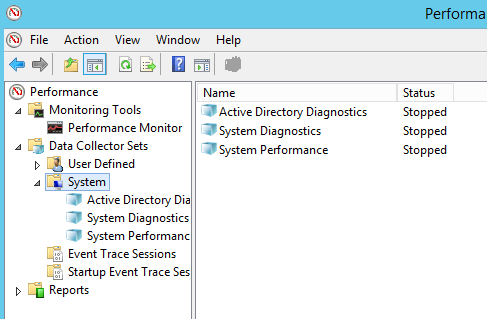 Performa
File Action View Window Help
Performance
Monitoring Tools
Performance Monitor
Data Collector Sets
User Defined
System
Active Directory Dia
System Diagnostics
System Performanc
Event Trace Sessions
Startup Event Trace Ses
Reports
Name Status
Active Directory Diagnostics Stopped
System Diagnostics Stopped
System Performance Stopped